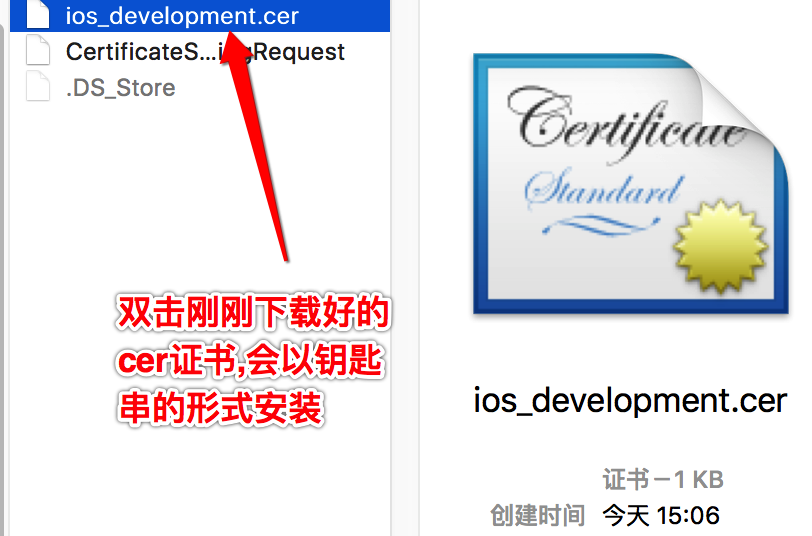 ios_development.cer
CertificateS...ingRequest
.DS_Store
双击刚刚下载好的
cer证书,会以钥匙
串的形式安装
Certificate
Standard
ios_development.cer
证书－1 KB
创建时间 今天 15:06